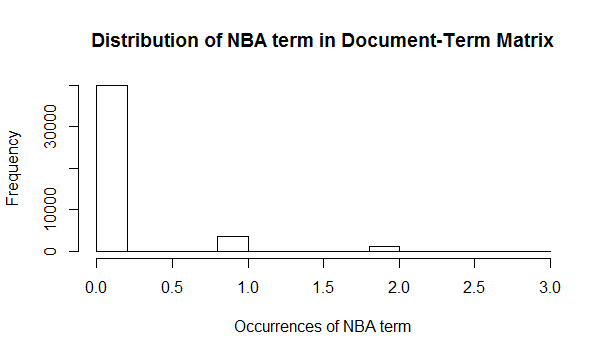 Distribution of NBA term in Document-Term Matrix
Frequency
30000
10000
0
0.0 0.5 1.0 1.5 2.0 2.5 3.0
Occurrences of NBA term